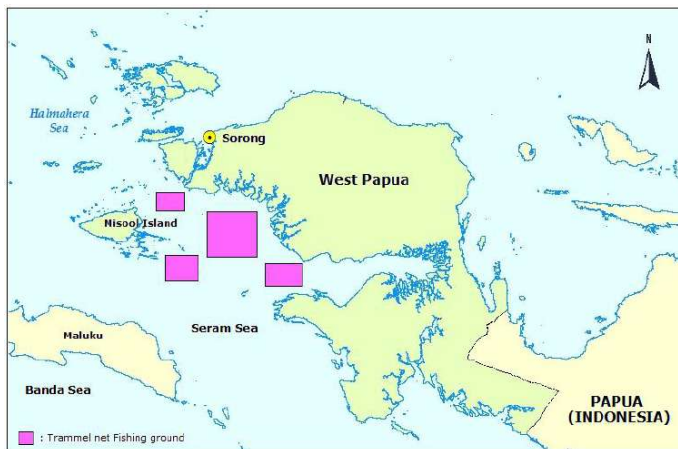 N
Halmahera
Sea
Sorong
West Papua
Misool Island
Seram Sea
Maluku
Banda Sea
PAPUA
(INDONESIA)
: Trammel net Fishing ground